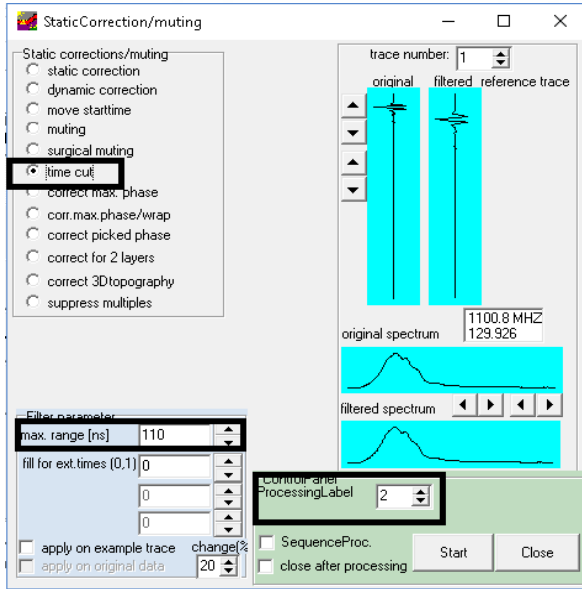 StaticCorrection/muting
Static corrections/muting
static correction
dynamic correction
move starttime
muting
surgical muting
time cut
correct max. phase
corr.max.phase/wrap
correct picked phase
correct for 2 layers
correct 3Dtopography
suppress multiples
trace number: 1
original filtered reference trace
1100.8 MHZ
original spectrum 129.926
filtered spectrum
Filter parameter
max. range [ns] 110
fill for ext.times (0,1) 0
0
0
apply on example trace change(%
apply on original data 20
ControlPanel
ProcessingLabel 2
SequenceProc.
close after processing
Start Close